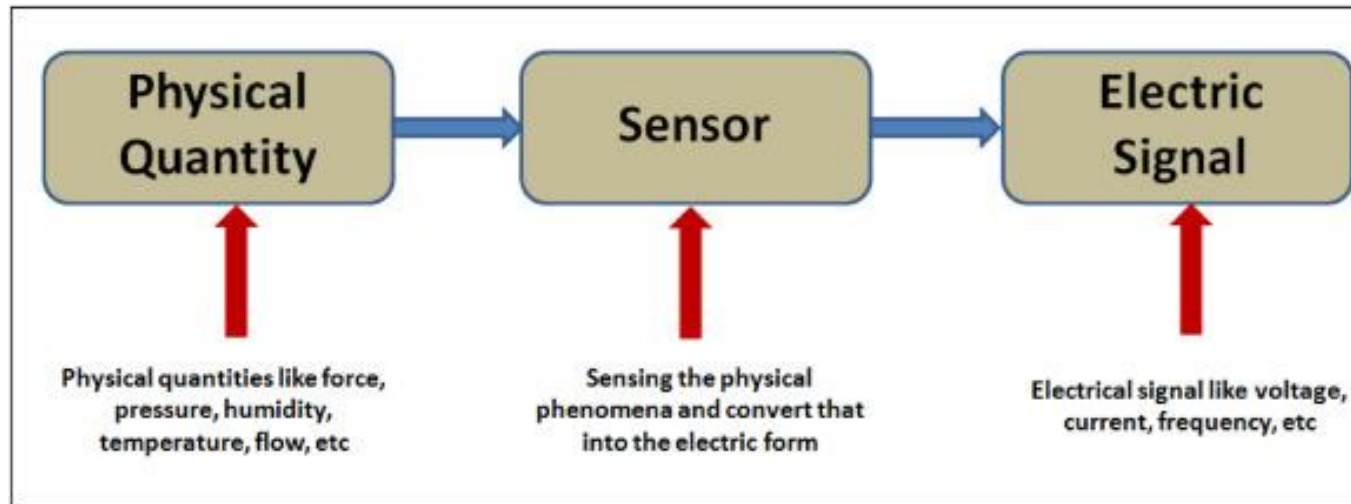 Physical
Quantity
Sensor
Electric
Signal
Physical quantities like force,
pressure, humidity,
temperature, flow, etc
Sensing the physical
phenomena and convert that
into the electric form
Electrical signal like voltage,
current, frequency, etc